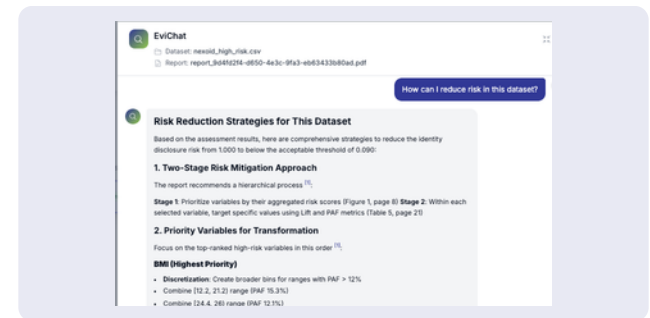 EviChat
Dataset: nexoid_high_risk.csv
Report: report_9d4fd2f4-d650-4e3c-9fa3-eb63433b80ad.pdf
How can I reduce risk in this dataset?
Risk Reduction Strategies for This Dataset
Based on the assessment results, here are comprehensive strategies to reduce the identity
disclosure risk from 1.000 to below the acceptable threshold of 0.090:
1. Two-Stage Risk Mitigation Approach
The report recommends a hierarchical process [1]:
Stage 1: Prioritize variables by their aggregated risk scores (Figure 1, page 8) Stage 2: Within each
selected variable, target specific values using Lift and PAF metrics (Table 5, page 21)
2. Priority Variables for Transformation
Focus on the top-ranked high-risk variables in this order [1]:
BMI (Highest Priority)
• Discretization: Create broader bins for ranges with PAF > 12%
• Combine [12.2, 21.2) range (PAF 15.3%)
• Combine [24.4, 26) range (PAF 12.1%)